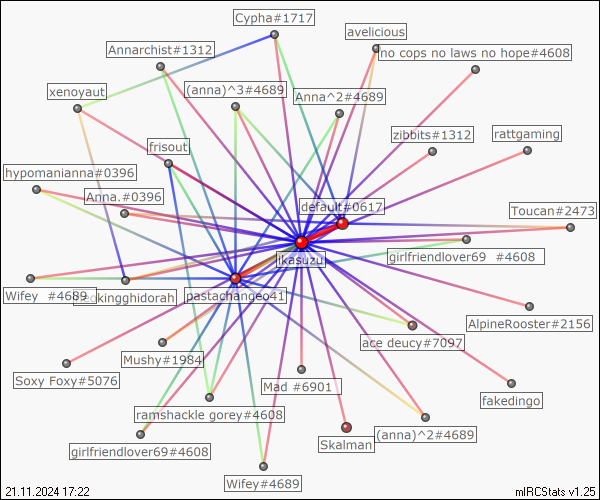 Cypha#1717
avelicious
Annarchist#1312
no cops no laws no hope#4608
xenoyaut
(anna)^3#4689
Anna^2#4689
zibbits#1312
rattgaming
frisout
hypomanianna#0396
Anna.#0396
default#0617
Toucan#2473
ikasuzu
girlfriendlover69 #4608
Wifey #4689
pastachangeo41
AlpineRooster#2156
ace deucy#7097
Mushy#1984
Soxy Foxy#5076
Mad #6901
fakedingo
ramshackle gorey#4608
Skalman
(anna)^2#4689
girlfriendlover69#4608
Wifey#4689
21.11.2024 17:22
mIRCStats v1.25